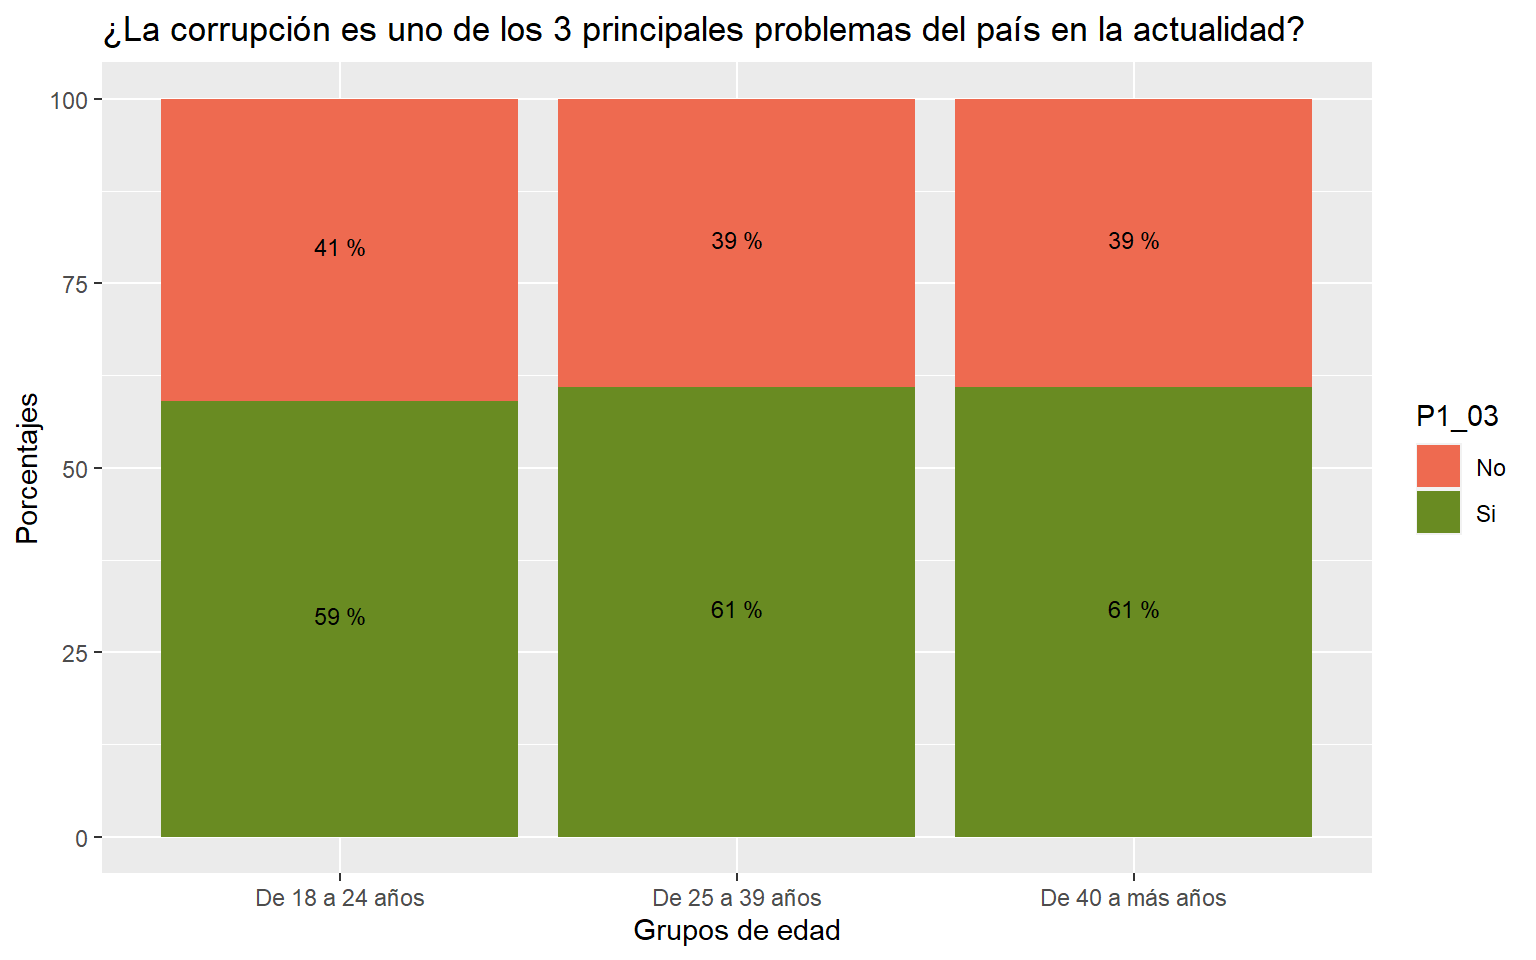 ¿La corrupción es uno de los 3 principales problemas del país en la actualidad?
100
75
50
25
0
Porcentajes
41 %
39 %
39 %
59 %
61 %
61 %
De 18 a 24 años
De 25 a 39 años
De 40 a más años
Grupos de edad
P1_03
No
Si